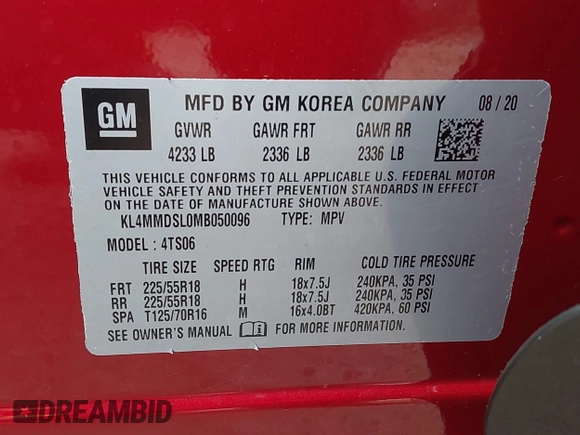 GM
MFD BY GM KOREA COMPANY 08/20
GVWR GAWR FRT GAWR RR
4233 LB 2336 LB 2336 LB
THIS VEHICLE CONFORMS TO ALL APPLICABLE U.S. FEDERAL MOTOR
VEHICLE SAFETY AND THEFT PREVENTION STANDARDS IN EFFECT
ON THE DATE OF MANUFACTURE SHOWN ABOVE.
KL4MMDSL0MB050096 TYPE: MPV
MODEL : 4TS06
TIRE SIZE SPEED RTG RIM COLD TIRE PRESSURE
FRT 225/55R18 H 18x7.5J 240KPA, 35 PSI
RR 225/55R18 H 18x7.5J 240KPA, 35 PSI
SPA T125/70R16 M 16x4.0BT 420KPA, 60 PSI
SEE OWNER'S MANUAL FOR MORE INFORMATION.
DREAMBID